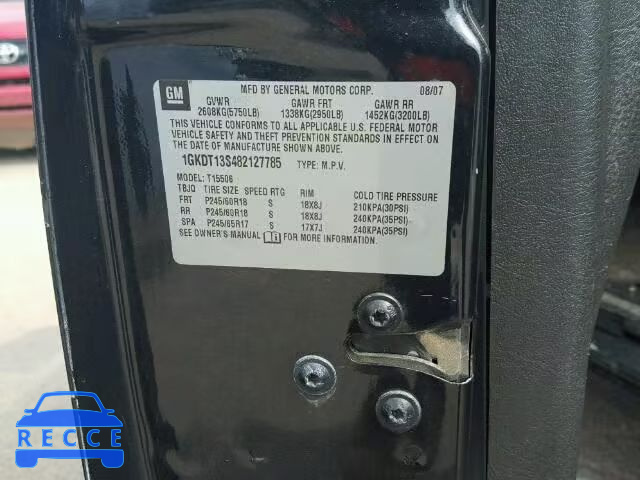 GM
MFD BY GENERAL MOTORS CORP. 08/07
GVWR GAWR FRT GAWR RR
2608KG(5750LB) 1338KG(2950LB) 1452KG(3200LB)
THIS VEHICLE CONFORMS TO ALL APPLICABLE U.S. FEDERAL MOTOR
VEHICLE SAFETY AND THEFT PREVENTION STANDARDS IN EFFECT ON
THE DATE OF MANUFACTURE SHOWN ABOVE.
1GKDT13S482127785 TYPE: M.P.V.
MODEL: T15506
TBJQ TIRE SIZE SPEED RTG RIM COLD TIRE PRESSURE
FRT P245/60R18 S 18X8J 210KPA(30PSI)
RR P245/60R18 S 18X8J 240KPA(35PSI)
SPA P245/65R17 S 17X7J 240KPA(35PSI)
SEE OWNER'S MANUAL FOR MORE INFORMATION.
RECCE